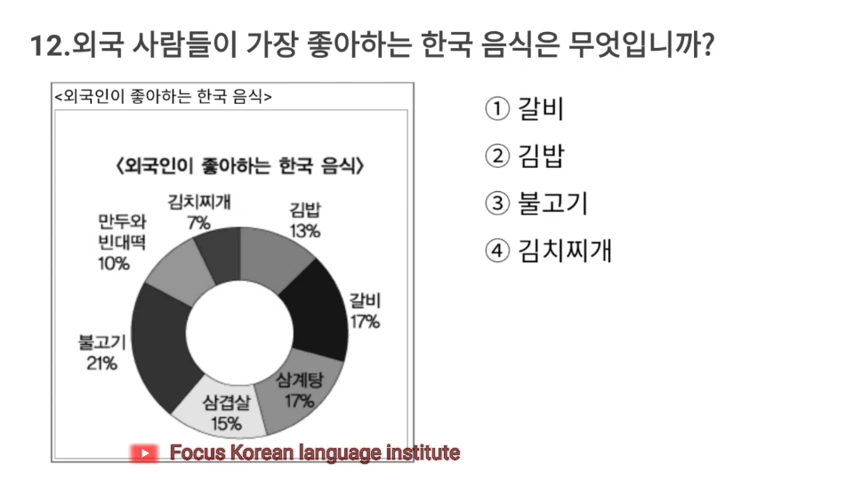 12.외국 사람들이 가장 좋아하는 한국 음식은 무엇입니까?
<외국인이 좋아하는 한국 음식>
〈외국인이 좋아하는 한국 음식〉
김치찌개
7%
김밥
13%
만두와
빈대떡
10%
갈비
17%
불고기
21%
삼계탕
17%
삼겹살
15%
① 갈비
② 김밥
③ 불고기
④ 김치찌개
Focus Korean language institute